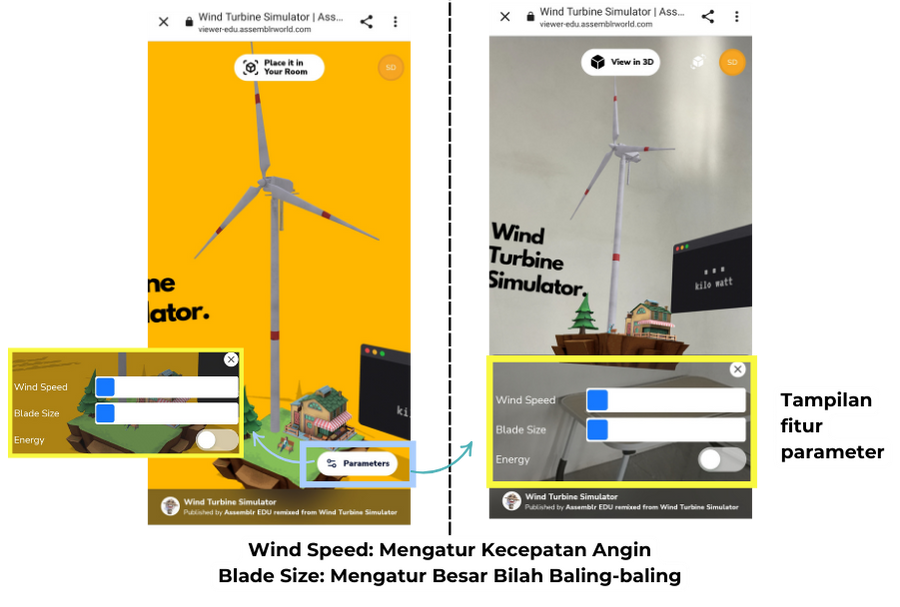 Wind Turbine Simulator | Ass...
viewer-edu.assemblrworld.com
Place it in
Your Room
SD
ne
lator.
ki
Wind Speed
Blade Size
Energy
Parameters
Wind Turbine Simulator
Published by Assemblr EDU remixed from Wind Turbine Simulator
Wind Turbine Simulator | Ass...
viewer-edu.assemblrworld.com
View in 3D
SD
Wind
Turbine
Simulator.
kilo watt
Wind Speed
Blade Size
Energy
Wind Turbine Simulator
Published by Assemblr EDU remixed from Wind Turbine Simulator
Tampilan
fitur
parameter
Wind Speed: Mengatur Kecepatan Angin
Blade Size: Mengatur Besar Bilah Baling-baling